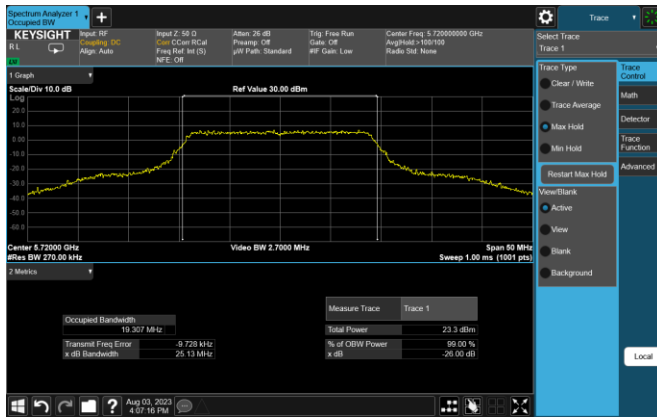 Spectrum Analyzer 1
Occupied BW
+
KEYSIGHT
R L
Input: RF
Coupling: DC
Align: Auto
Input Z: 50 Ω
Corr CCorr RCal
Freq Ref: Int (S)
NFE: Off
Atten: 26 dB
Preamp: Off
µW Path: Standard
Trig: Free Run
Gate: Off
#IF Gain: Low
Center Freq: 5.720000000 GHz
Avg|Hold:>100/100
Radio Std: None
Trace
Select Trace
Trace 1
1 Graph
Scale/Div 10.0 dB
Ref Value 30.00 dBm
Log
20.0
10.0
0.00
-10.0
-20.0
-30.0
-40.0
-50.0
-60.0
Center 5.72000 GHz
#Res BW 270.00 kHz
Video BW 2.7000 MHz
Span 50 MHz
Sweep 1.00 ms (1001 pts)
Trace Type
Clear / Write
Trace Average
Max Hold
Min Hold
Restart Max Hold
View/Blank
Active
View
Blank
Background
Trace
Control
Math
Detector
Trace
Function
Advanced
2 Metrics
Occupied Bandwidth
19.307 MHz
Transmit Freq Error -9.728 kHz
x dB Bandwidth 25.13 MHz
Measure Trace Trace 1
Total Power 23.3 dBm
% of OBW Power 99.00 %
x dB -26.00 dB
Local
?
Aug 03, 2023
4:07:16 PM